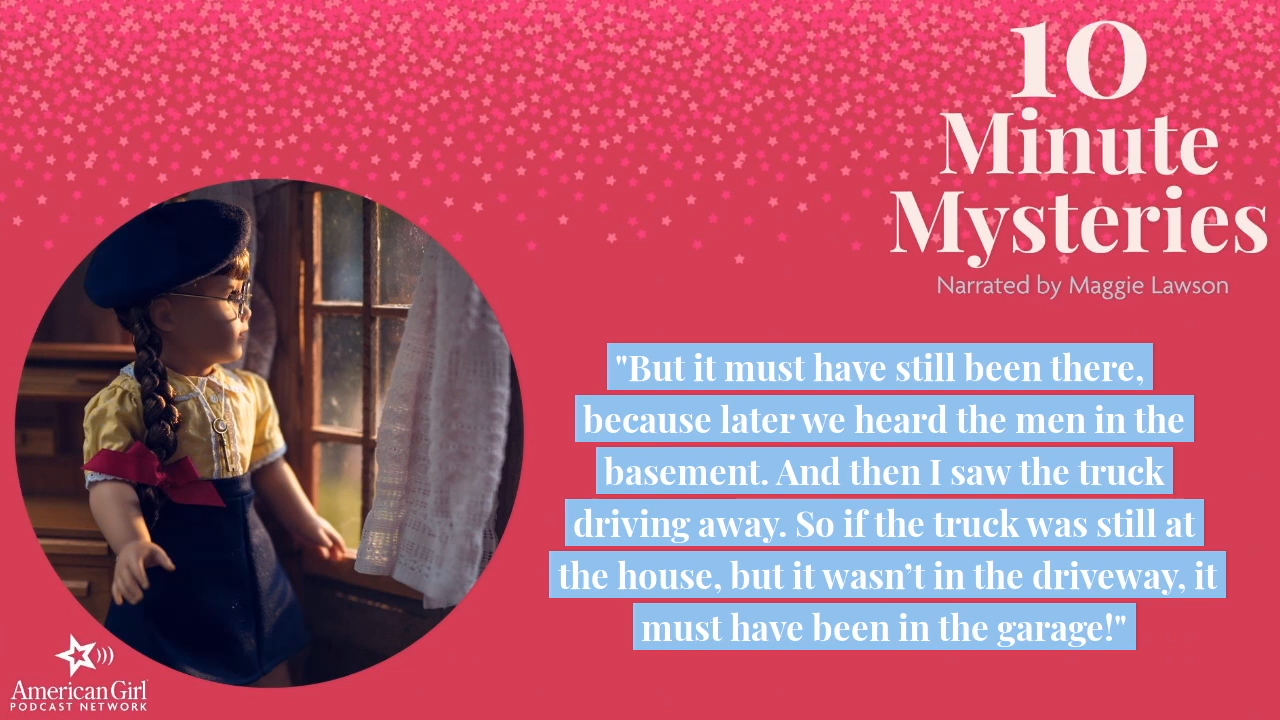 10
Minute
Mysteries
Narrated by Maggie Lawson
"But it must have still been there,
because later we heard the men in the
basement. And then I saw the truck
driving away. So if the truck was still at
the house, but it wasn’t in the driveway, it
must have been in the garage!"
American Girl
PODCAST NETWORK